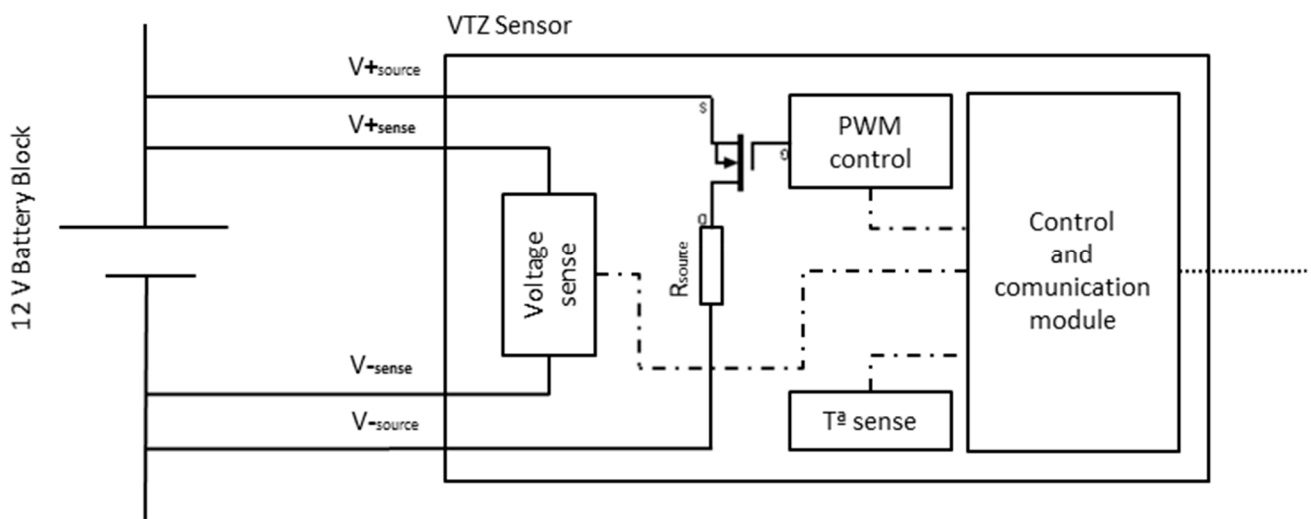 VTZ Sensor
V+source
V+sense
12 V Battery Block
s
g
PWM
control
Voltage
sense
Rsource
Control
and
comunication
module
V-sense
V-source
Tª sense